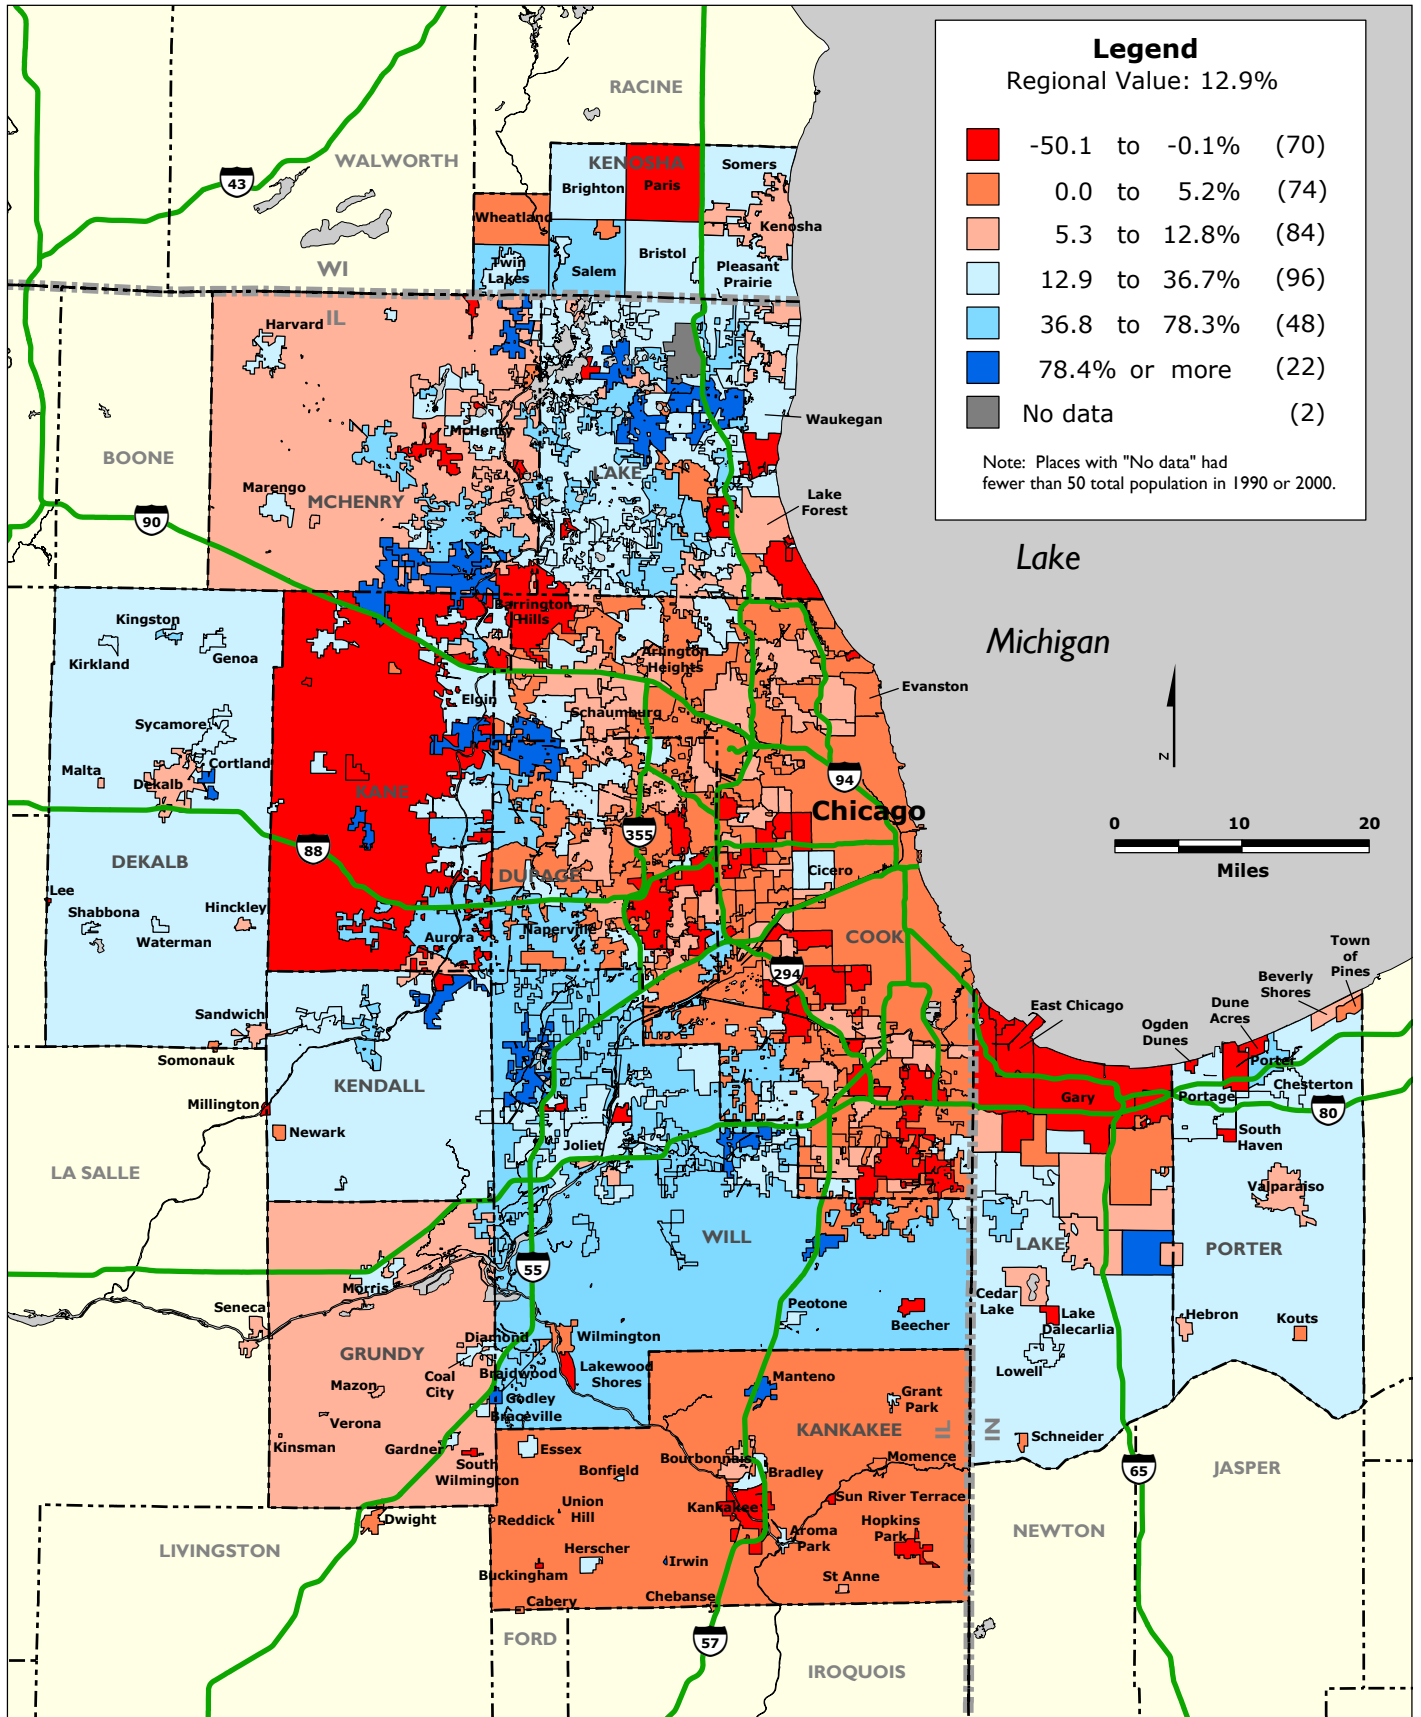 Legend
Regional Value: 12.9%
-50.1 to -0.1% (70)
0.0 to 5.2% (74)
5.3 to 12.8% (84)
12.9 to 36.7% (96)
36.8 to 78.3% (48)
78.4% or more (22)
No data (2)
Note: Places with "No data" had
fewer than 50 total population in 1990 or 2000.
RACINE
WALWORTH
43
KENOSHA
Somers
Brighton
Paris
Wheatland
Kenosha
Bristol
Twin
Lakes
Salem
Pleasant
Prairie
WI
IL
Harvard
McHenry
Waukegan
BOONE
LAKE
Marengo
MCHENRY
Lake
Forest
90
Lake
Michigan
Barrington
Hills
Kingston
Kirkland
Genoa
Arlington
Heights
Evanston
Elgin
Schaumburg
Sycamore
Malta
Dekalb
Cortland
KANE
94
Chicago
N
0 10 20
Miles
355
88
DEKALB
DUPAGE
Cicero
Lee
Shabbona
Hinckley
Waterman
Aurora
Naperville
COOK
294
Town
of
Pines
Beverly
Shores
Dune
Acres
East Chicago
Ogden
Dunes
Sandwich
Somonauk
Porter
KENDALL
Chesterton
Millington
Gary
Portage
80
Newark
Joliet
South
Haven
LA SALLE
Valparaiso
WILL
LAKE
PORTER
55
Morris
Seneca
Cedar
Lake
Lake
Dalecarlia
Peotone
Beecher
Hebron
Kouts
Diamond
Wilmington
GRUNDY
Coal
City
Braidwood
Lakewood
Shores
Lowell
Mazon
Godley
Manteno
Grant
Park
Braceville
Verona
KANKAKEE
IL
IN
Schneider
Kinsman
Gardner
Essex
South
Wilmington
Bourbonnais
Momence
Bonfield
Bradley
65
JASPER
Sun River Terrace
Kankakee
Union
Hill
Reddick
Dwight
Hopkins
Park
Aroma
Park
NEWTON
LIVINGSTON
Herscher
Irwin
Buckingham
St Anne
Cabery
Chebanse
FORD
57
IROQUOIS